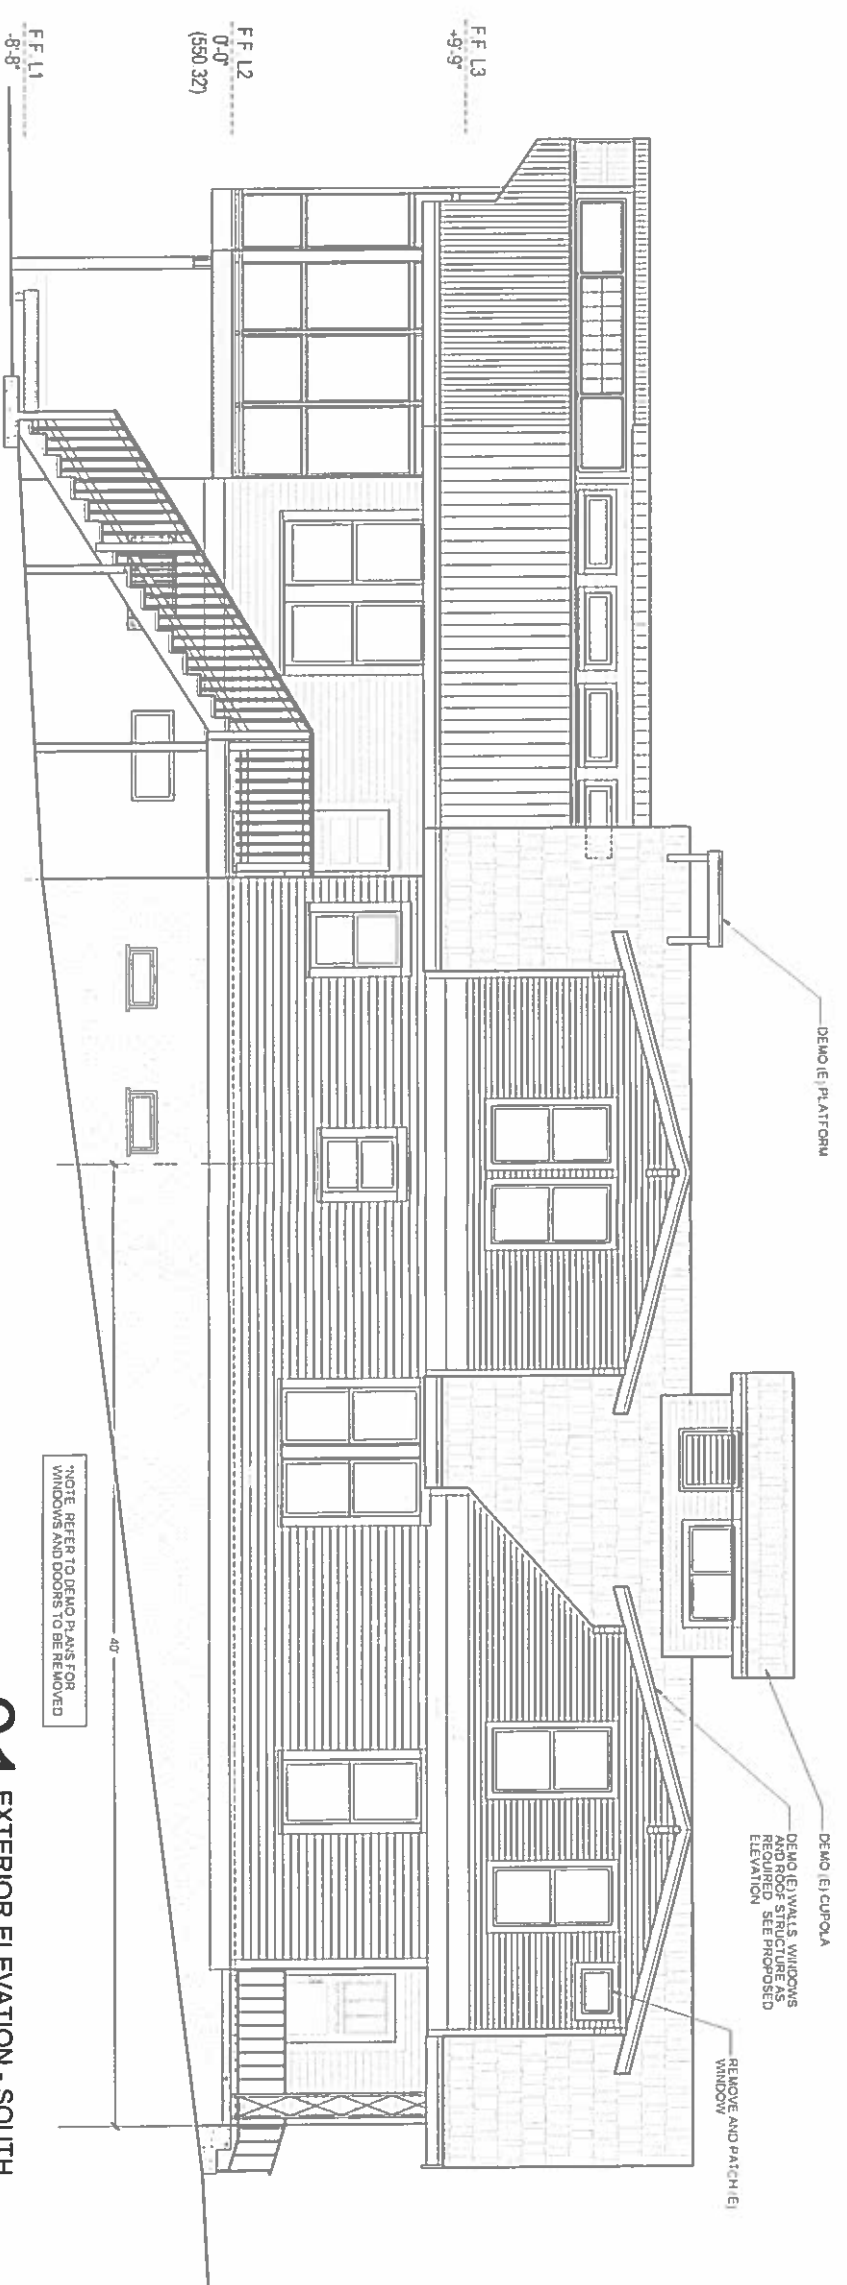 F.F. L3
+9'-9"
F.F. L2
0'-0"
(550.32')
F.F. L1
-8'-8"
DEMO (E) PLATFORM
DEMO (E) CUPOLA
DEMO (E) WALLS, WINDOWS
AND ROOF STRUCTURE AS
REQUIRED SEE PROPOSED
ELEVATION
REMOVE AND PATCH (E)
WINDOW
40'
*NOTE REFER TO DEMO PLANS FOR
WINDOWS AND DOORS TO BE REMOVED
EXTERIOR ELEVATION - SOUTH